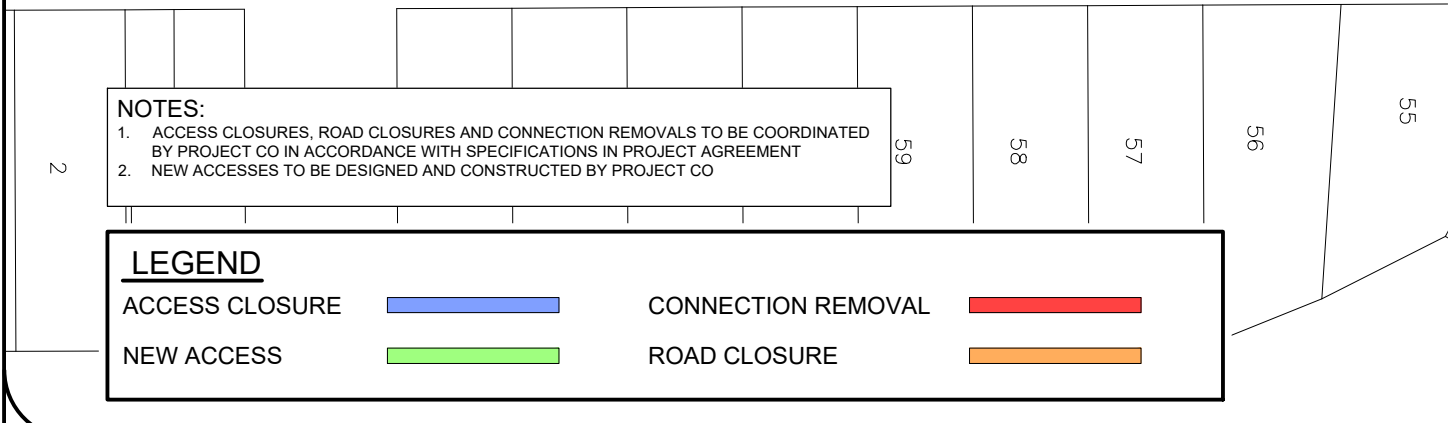 NOTES:
1. ACCESS CLOSURES, ROAD CLOSURES AND CONNECTION REMOVALS TO BE COORDINATED
BY PROJECT CO IN ACCORDANCE WITH SPECIFICATIONS IN PROJECT AGREEMENT
2. NEW ACCESSES TO BE DESIGNED AND CONSTRUCTED BY PROJECT CO
2
59
58
57
56
55
LEGEND
ACCESS CLOSURE
CONNECTION REMOVAL
NEW ACCESS
ROAD CLOSURE